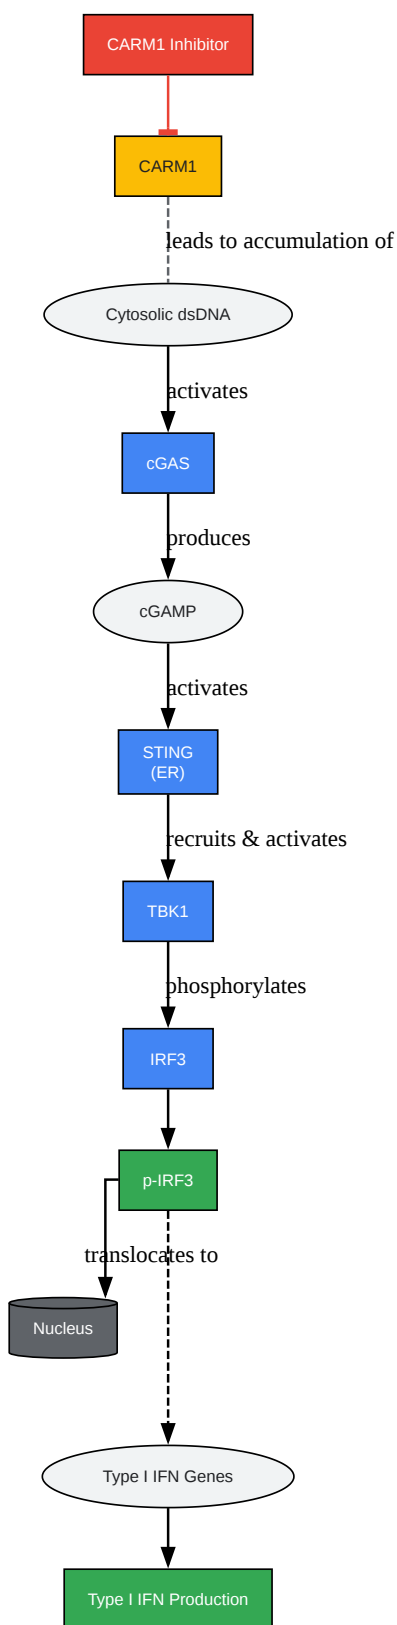 CARM1 Inhibitor
CARM1
leads to accumulation of
Cytosolic dsDNA
activates
cGAS
produces
cGAMP
activates
STING
(ER)
recruits & activates
TBK1
phosphorylates
IRF3
p-IRF3
translocates to
Nucleus
Type I IFN Genes
Type I IFN Production